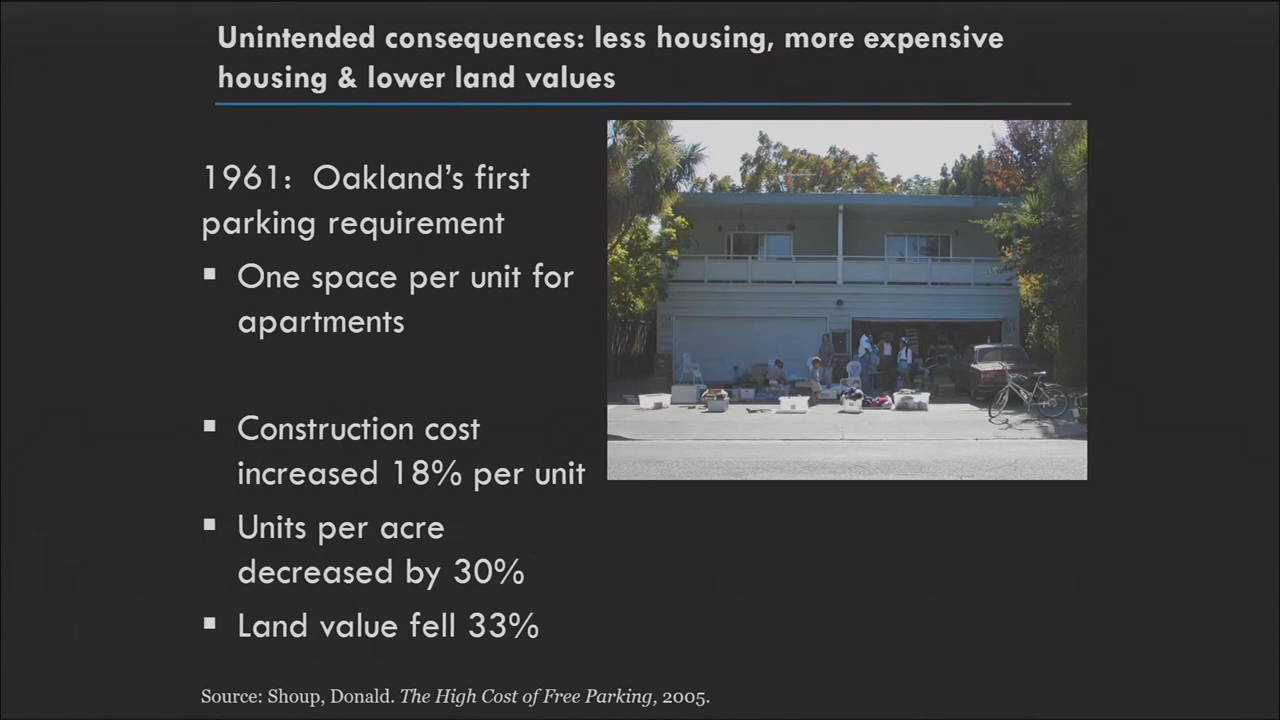 Unintended consequences: less housing, more expensive
housing & lower land values
1961: Oakland's first
parking requirement
▪ One space per unit for
apartments
▪ Construction cost
increased 18% per unit
▪ Units per acre
decreased by 30%
▪ Land value fell 33%
Source: Shoup, Donald. The High Cost of Free Parking, 2005.